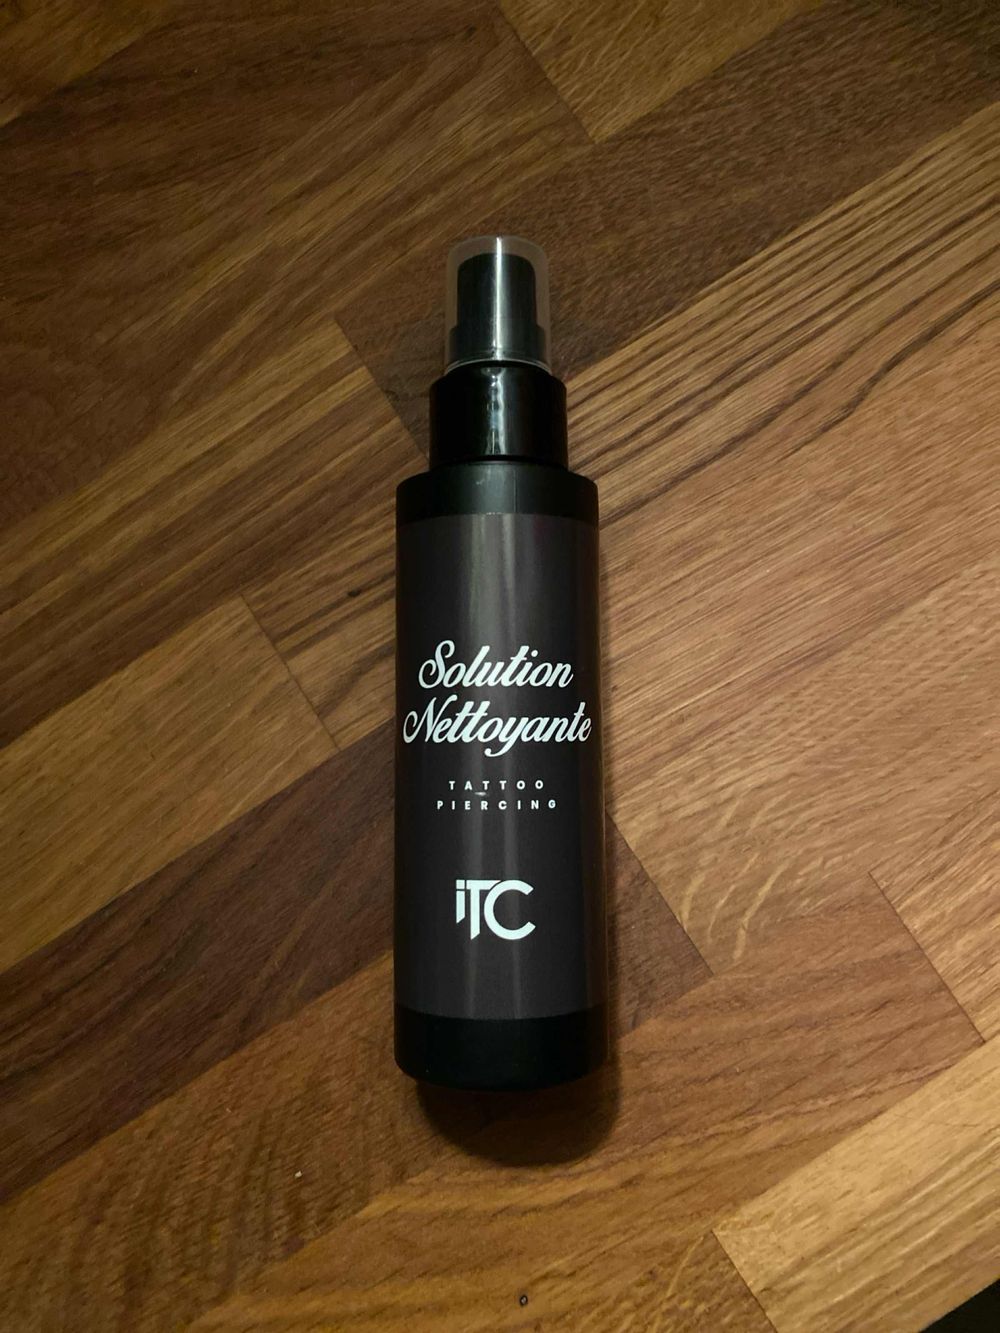 Solution
Nettoyante
TATTOO
PIERCING
iTC